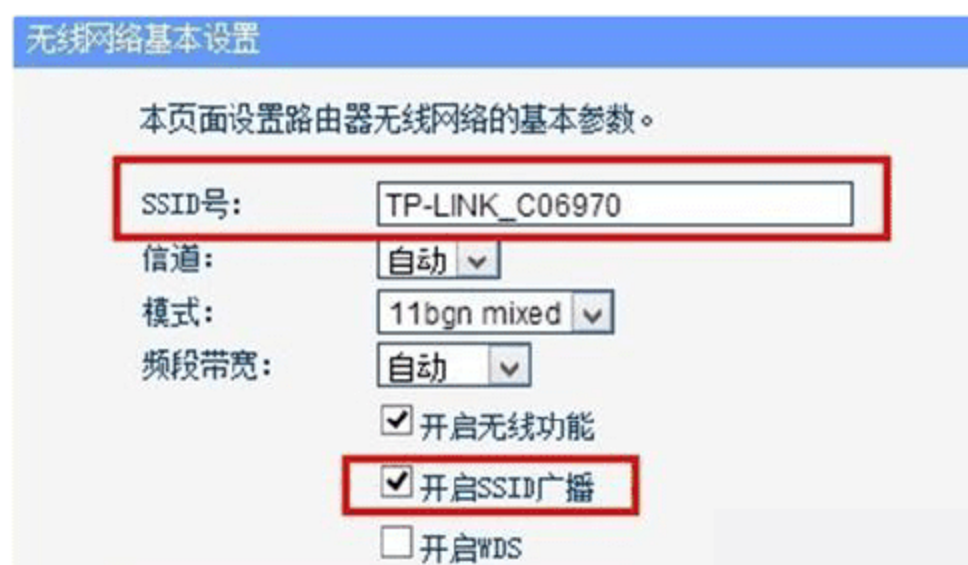 无线网络基本设置
本页面设置路由器无线网络的基本参数。
SSID号： TP-LINK_C06970
信道： 自动
模式： 11bgn mixed
频段带宽： 自动
开启无线功能
开启SSID广播
开启WDS